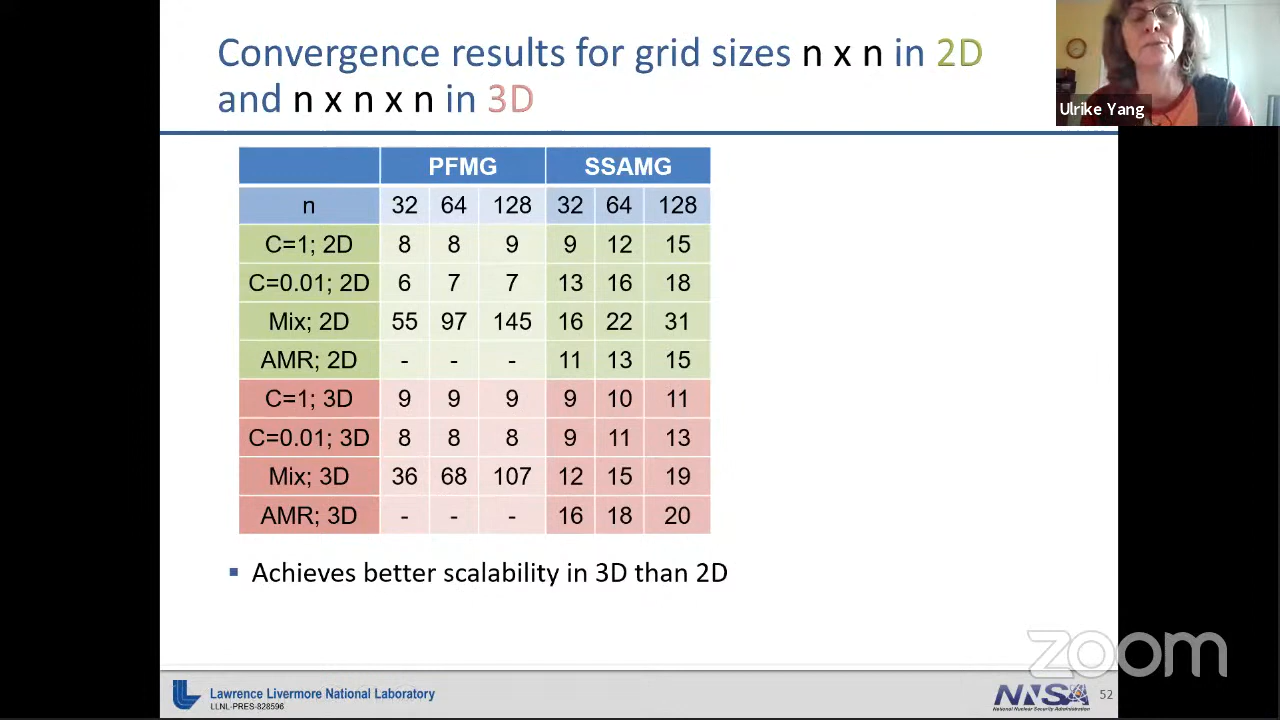 Convergence results for grid sizes n x n in 2D
and n x n x n in 3D
Ulrike Yang
PFMG SSAMG
n 32 64 128 32 64 128
C=1; 2D 8 8 9 9 12 15
C=0.01; 2D 6 7 7 13 16 18
Mix; 2D 55 97 145 16 22 31
AMR; 2D - - - 11 13 15
C=1; 3D 9 9 9 9 10 11
C=0.01; 3D 8 8 8 9 11 13
Mix; 3D 36 68 107 12 15 19
AMR; 3D - - - 16 18 20
▪ Achieves better scalability in 3D than 2D
zoom
Lawrence Livermore National Laboratory
LLNL-PRES-828596
NNSA
National Nuclear Security Administration
52